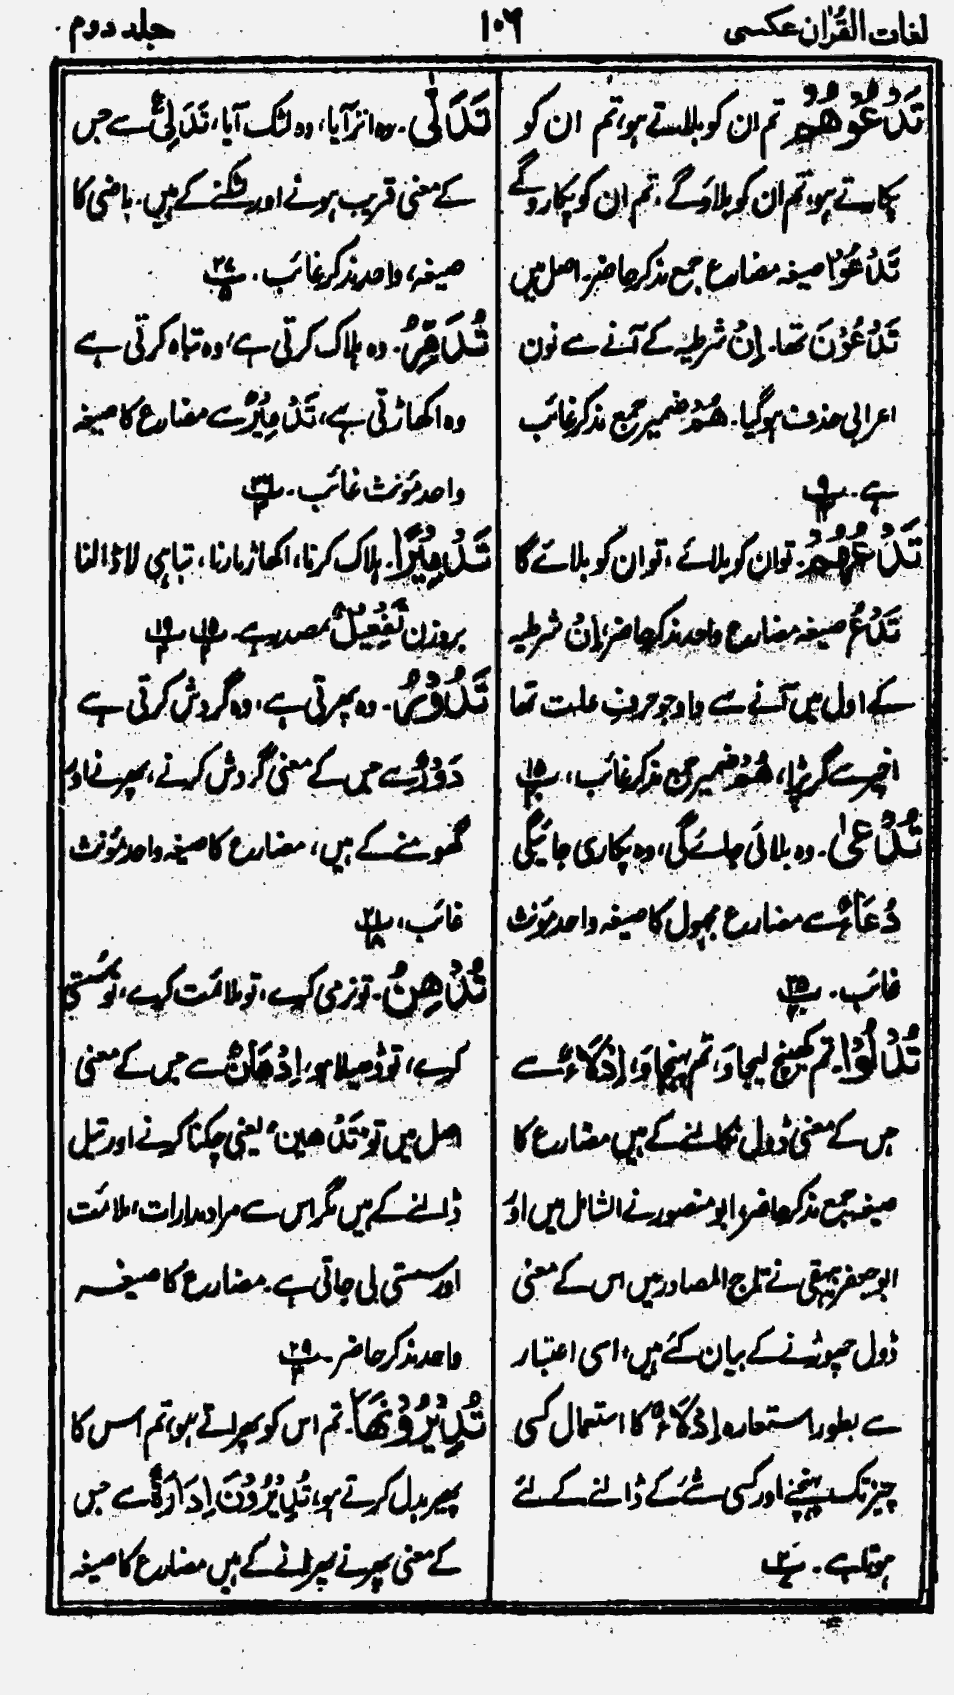 لغات القرآن عکسی
۱۰۶
جلد دوم
تَدْعُوْهُمْ تم ان کو بلاتے ہو، تم ان کو
پکارتے ہو، تم ان کو بلاؤ گے، تم ان کو پکارو گے
تَدْعُوْا صیغہ مضارع جمع مذکر حاضر۔ اصل میں
تَدْعُوْنَ تھا۔ اِنْ شرطیہ کے آنے سے نون
اعرابی حذف ہوگیا۔ هُمْ ضمیر جمع مذکر غائب
ہے۔ پ ۹
تَدْعُهُمْ۔ تو ان کو بلائے، تو ان کو بلائے گا
تَدْعُ صیغہ مضارع واحد مذکر حاضر، اِنْ شرطیہ
کے اول میں آنے سے واو جو حرفِ علت تھا
اخیر سے گر پڑا، هُمْ ضمیر جمع مذکر غائب، پ ۱۵
تُدْعٰی۔ وہ بلائی جائے گی، وہ پکاری جائیگی
دُعَاءٌ سے مضارع مجہول کا صیغہ واحد مؤنث
غائب۔ پ ۲۵
تُدْلُوْا۔ تم کھینچ لیجاؤ، تم پہنچاؤ، اِدْلَاءٌ سے
جس کے معنی ڈول نکالنے کے ہیں مضارع کا
صیغہ جمع مذکر حاضر، ابو منصور نے الشامل میں اور
ابو جعفر بیہقی نے تاج المصادر میں اس کے معنی
ڈول چھوڑنے کے بیان کئے ہیں، اسی اعتبار
سے بطور استعارہ اِدْلَاءٌ کا استعمال کسی
چیز تک پہنچنے اور کسی شئے کے ڈالنے کے لئے
ہوتا ہے۔ پ ۲
تَدَلّٰی۔ وہ اتر آیا، وہ لٹک آیا، تَدَلِّیٌ سے جس
کے معنی قریب ہونے اور لٹکنے کے ہیں۔ ماضی کا
صیغہ، واحد مذکر غائب۔ پ ۲۷
تُدَمِّرُ۔ وہ ہلاک کرتی ہے، وہ تباہ کرتی ہے
وہ اکھاڑتی ہے، تَدْمِیْرٌ سے مضارع کا صیغہ
واحد مؤنث غائب۔ پ ۲۶
تَدْمِیْرًا۔ ہلاک کرنا، اکھاڑ مارنا، تباہی لا ڈالنا
بروزن تَفْعِیْلٌ مصدر ہے۔ پ ۱۵ پ ۱۹
تَدُوْرُ۔ وہ پھرتی ہے، وہ گردش کرتی ہے
دَوْرٌ سے جس کے معنی گردش کرنے، پھرنے اور
گھومنے کے ہیں، مضارع کا صیغہ واحد مؤنث
غائب، پ ۲۱
تُدْهِنُ۔ تو نرمی کرے، تو ملائمت کرے، تو سستی
کرے، تو ڈھیلا ہو، اِدْهَانٌ سے جس کے معنی
اصل میں تو تَدْهِین یعنی چکنا کرنے اور تیل
ڈالنے کے ہیں مگر اس سے مراد مدارات، ملائمت
اور سستی لی جاتی ہے۔ مضارع کا صیغہ
واحد مذکر حاضر۔ پ ۲۹
تُدِیْرُوْنَهَا۔ تم اس کو پھراتے ہو، تم اس کا
پھیر بدل کرتے ہو، تُدِیْرُوْنَ اِدَارَةٌ سے جس
کے معنی پھرنے پھرانے کے ہیں مضارع کا صیغہ